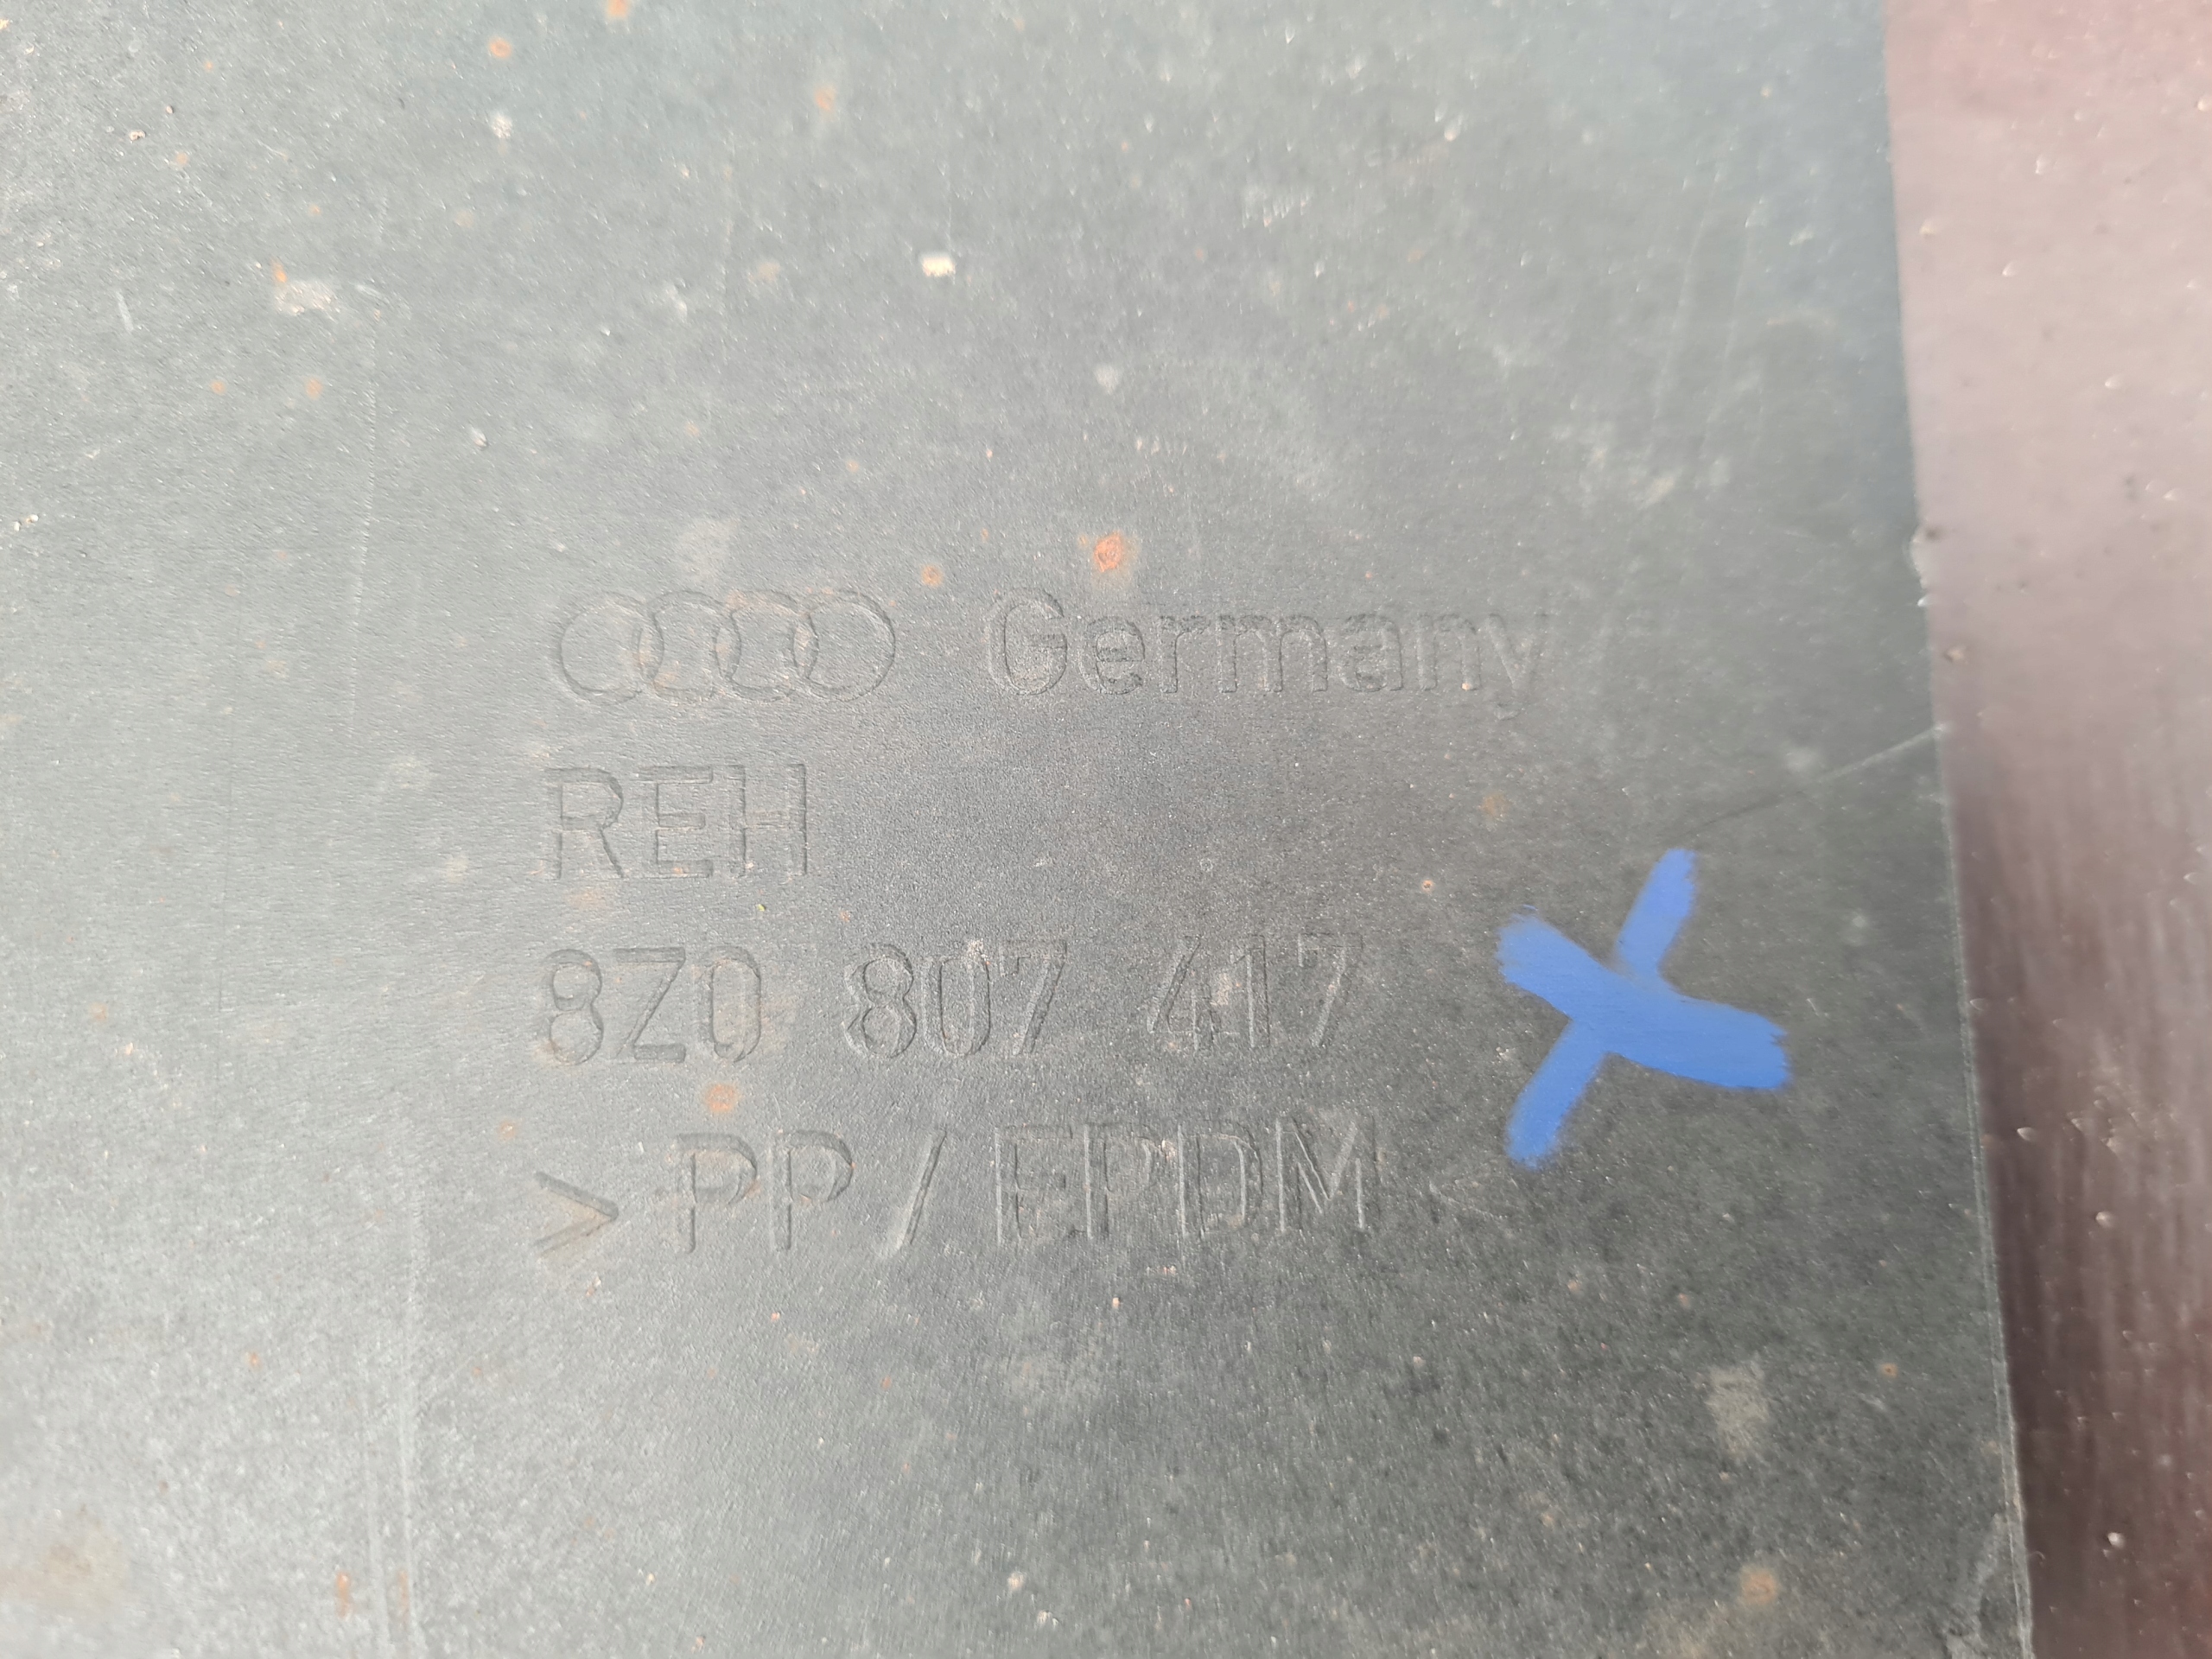 Germany
REH
8Z0 807 417
>PP/EPDM<